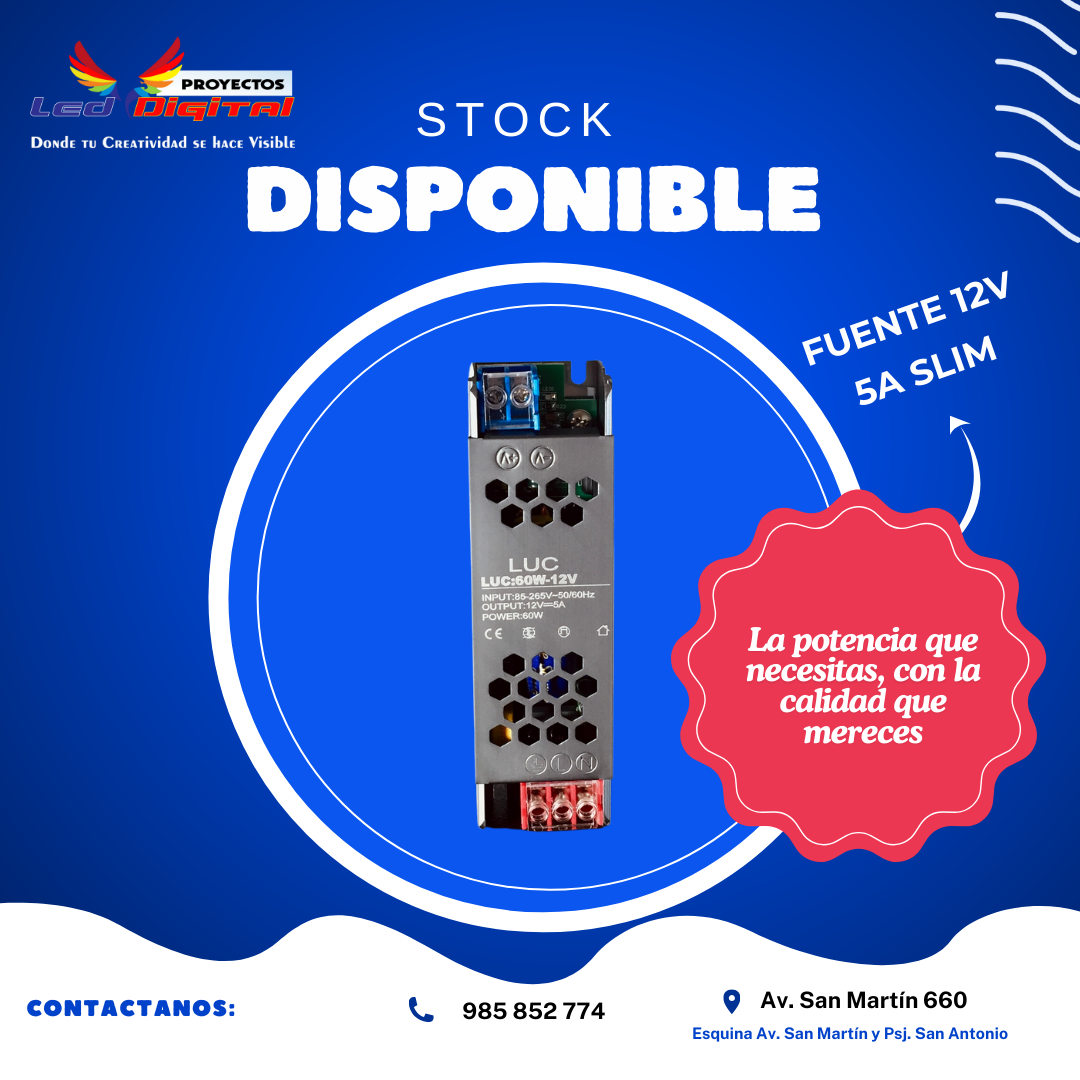 PROYECTOS
Led Digital
Donde tu Creatividad se hace Visible
STOCK
DISPONIBLE
FUENTE 12V
5A SLIM
LUC
LUC:60W-12V
INPUT:85-265V~50/60Hz
OUTPUT:12V⎓5A
POWER:60W
CE
La potencia que
necesitas, con la
calidad que
mereces
CONTACTANOS:
985 852 774
Av. San Martín 660
Esquina Av. San Martín y Psj. San Antonio